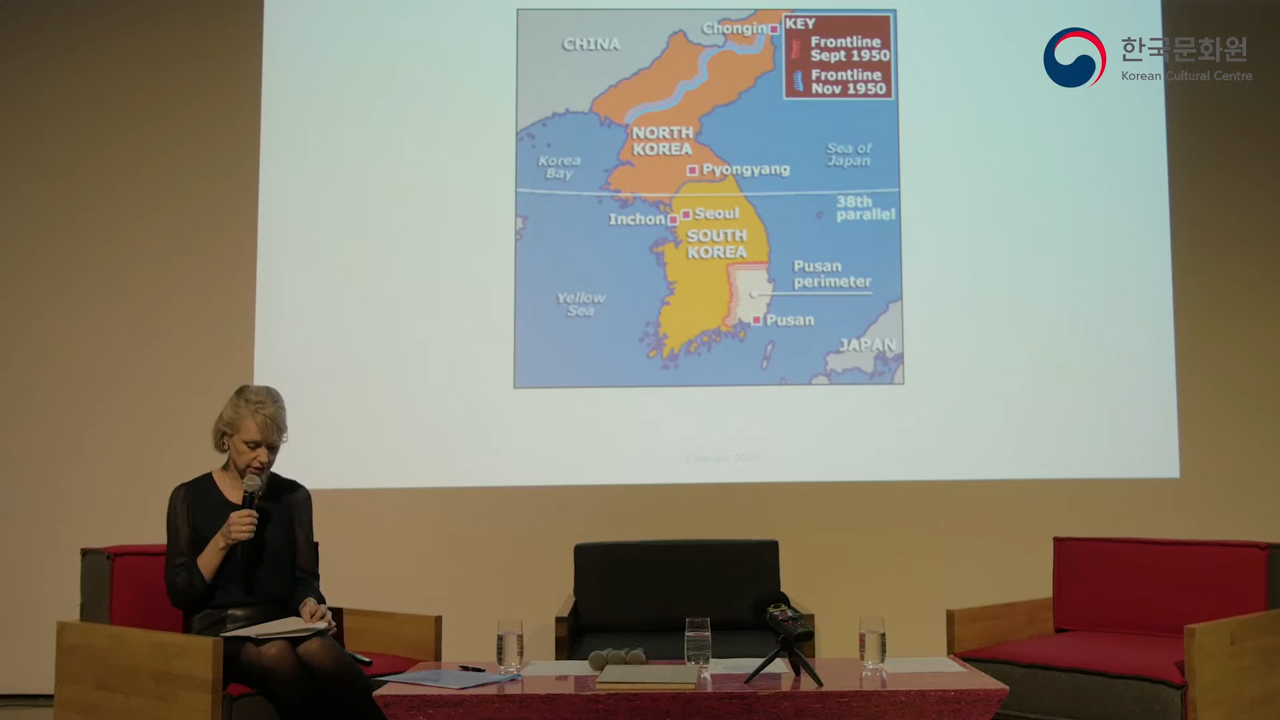 한국문화원
Korean Cultural Centre
KEY
Frontline
Sept 1950
Frontline
Nov 1950
Chongin
CHINA
NORTH
KOREA
Korea
Bay
Sea of
Japan
Pyongyang
38th
parallel
Inchon
Seoul
SOUTH
KOREA
Pusan
perimeter
Yellow
Sea
Pusan
JAPAN